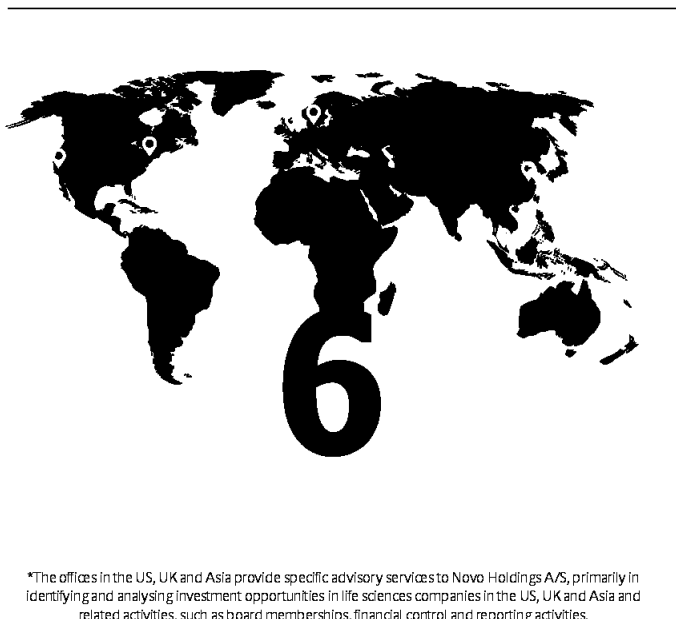 6
*The offices in the US, UK and Asia provide specific advisory services to Novo Holdings A/S, primarily in
identifying and analysing investment opportunities in life sciences companies in the US, UK and Asia and
related activities, such as board memberships, financial control and reporting activities.